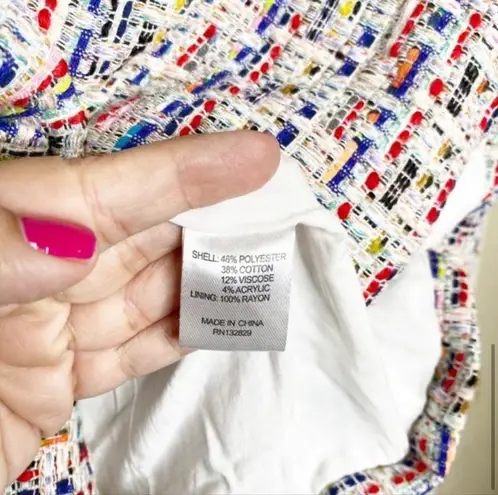 SHELL: 46% POLYESTER
38% COTTON
12% VISCOSE
4% ACRYLIC
LINING: 100% RAYON
MADE IN CHINA
RN132829